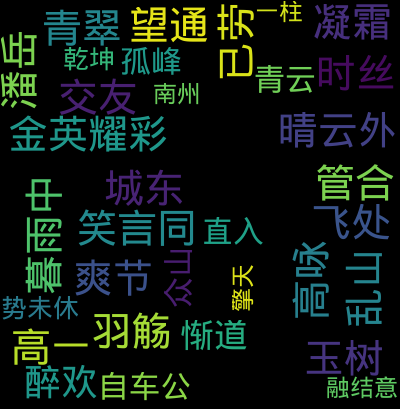 青翠
望通
已穷
一柱
凝霜
潘岳
乾坤
孤峰
青云
时丝
交友
南州
金英耀彩
晴云外
城东
管合
暮雨中
笑言同
直入
飞处
爽节
众山
擎天
高咏
乱山
势未休
高一
羽觞
惭道
玉树
醉欢
自车公
融结意